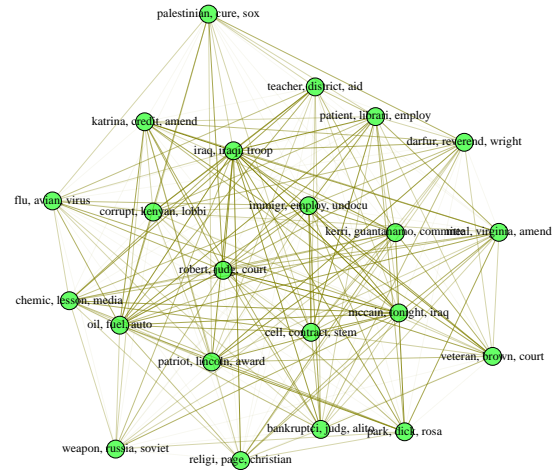 palestinian, cure, sox
teacher, district, aid
patient, librari, employ
katrina, credit, amend
darfur, reverend, wright
iraq, iraqi, troop
flu, avian, virus
corrupt, kenyan, lobbi
immigr, employ, undocu
kerri, guantanamo, committe
virginia, amend
robert, judg, court
chemic, lesson, media
mccain, tonight, iraq
oil, fuel, auto
cell, contract, stem
patriot, lincoln, award
veteran, brown, court
bankruptci, judg, alito
park, dick, rosa
weapon, russia, soviet
religi, page, christian